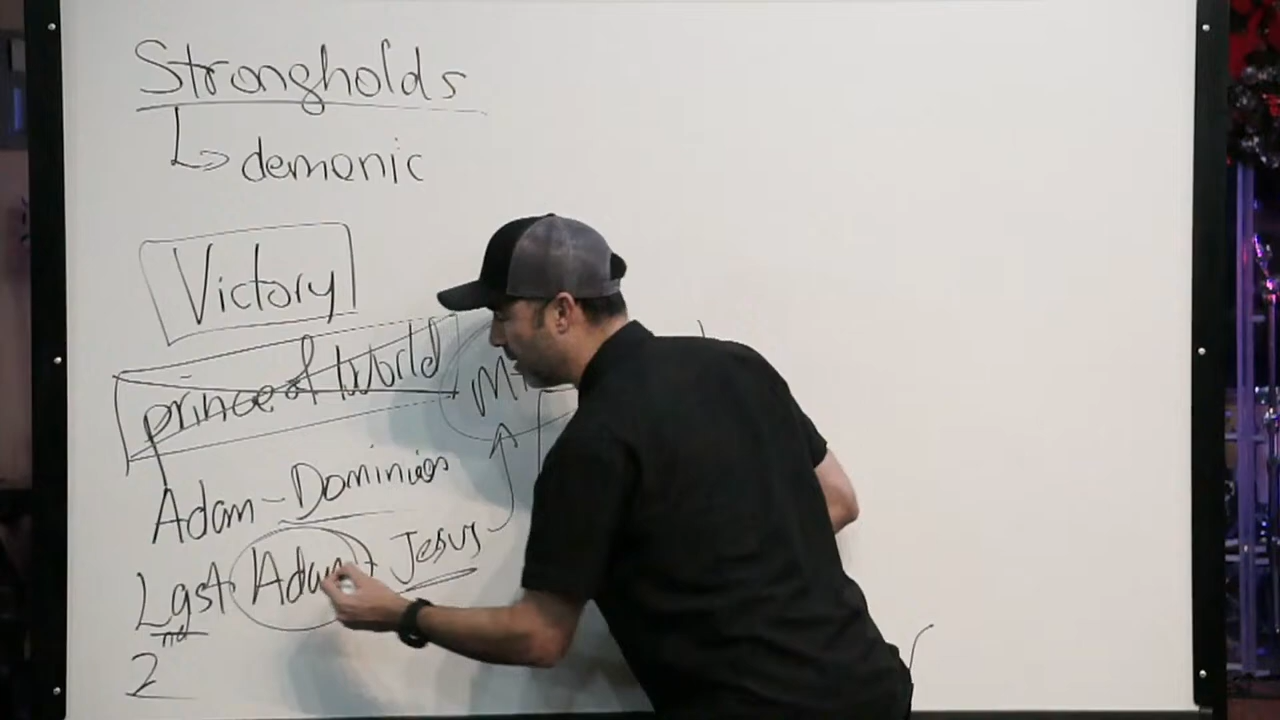 Strongholds
demonic
Victory
prince of World
Adam - Dominion
Last Adam - Jesus
2nd